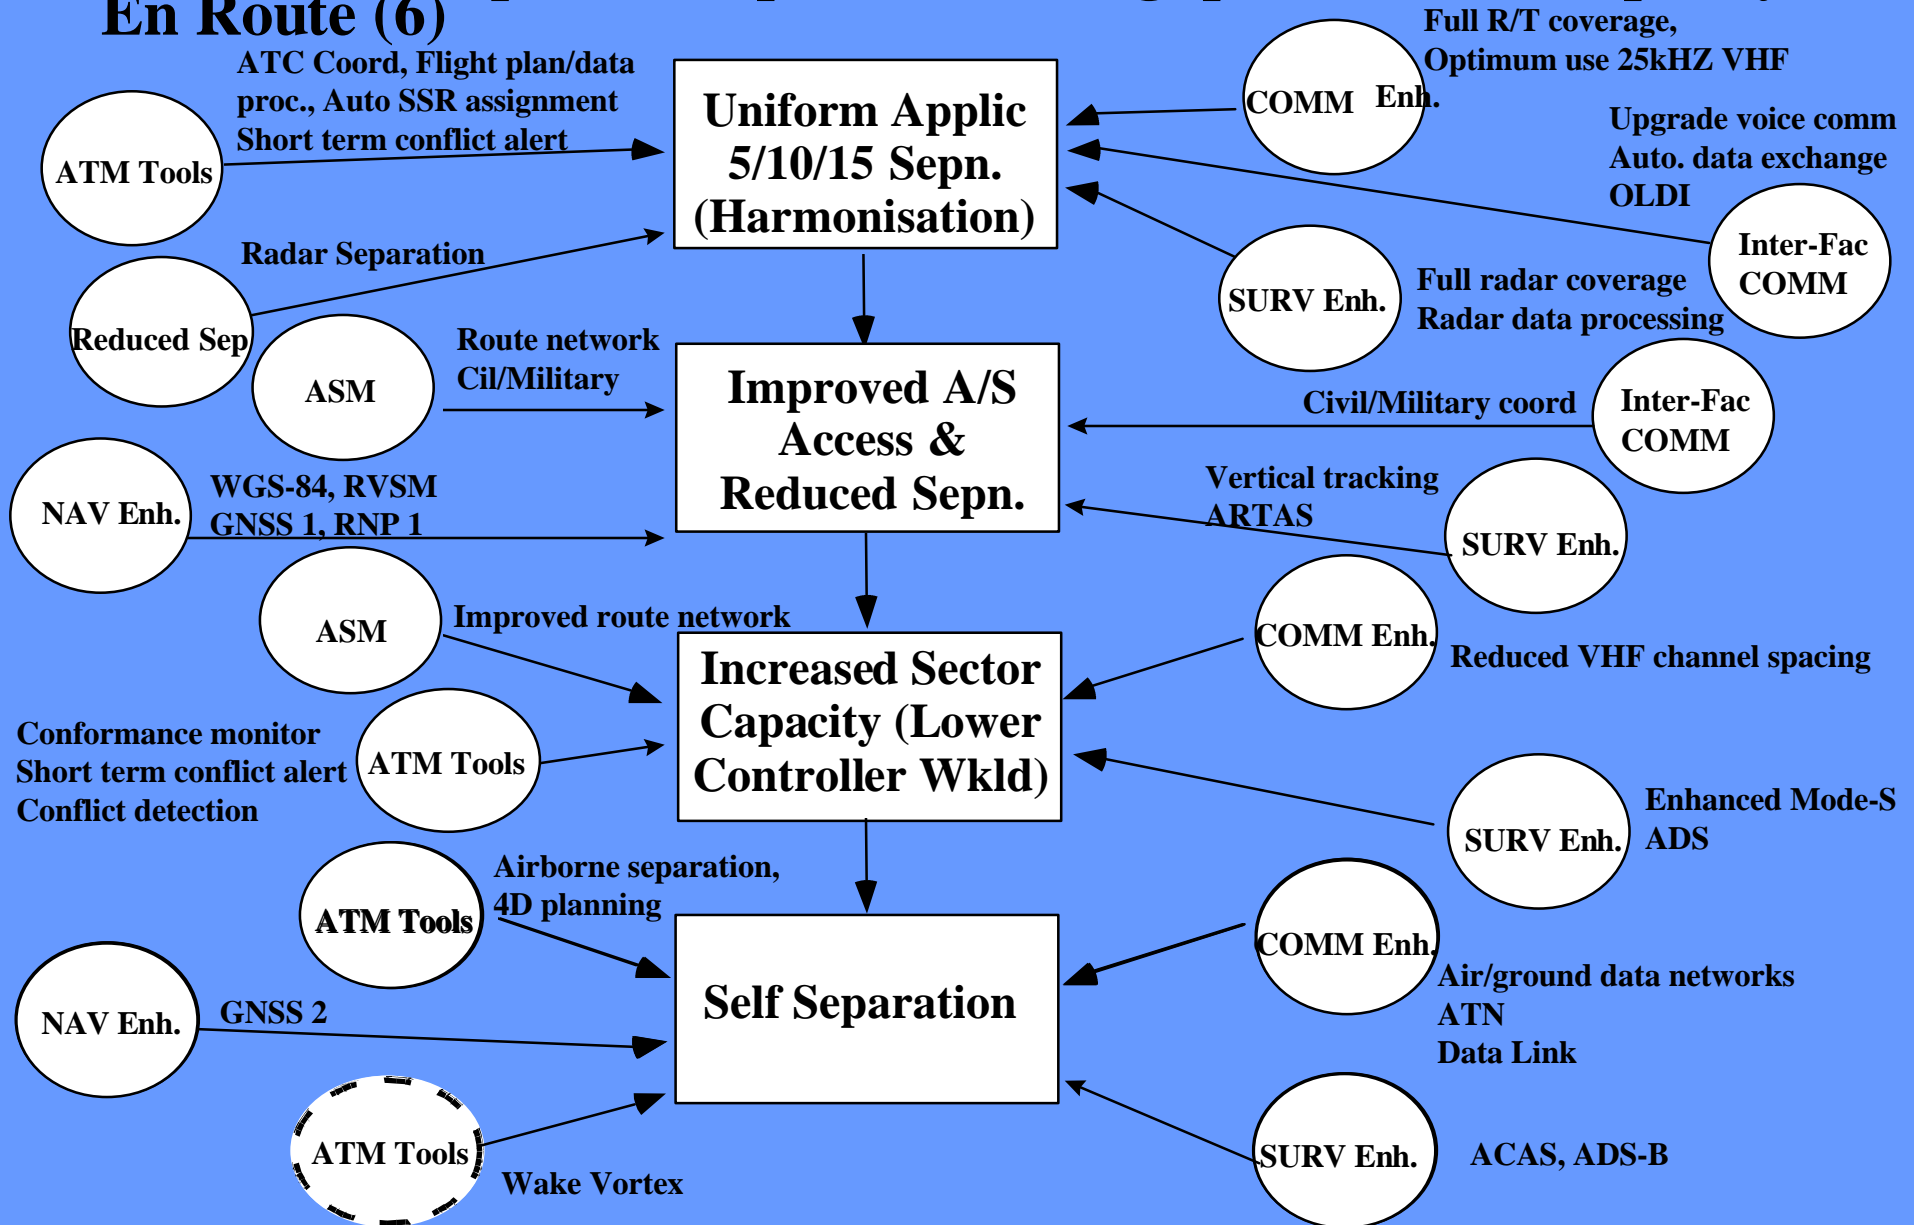 En Route (6)
ATC Coord, Flight plan/data
proc., Auto SSR assignment
Short term conflict alert
ATM Tools
Uniform Applic
5/10/15 Sepn.
(Harmonisation)
Full R/T coverage,
Optimum use 25kHZ VHF
COMM Enh.
Upgrade voice comm
Auto. data exchange
OLDI
Inter-Fac
COMM
Radar Separation
Reduced Sep
SURV Enh.
Full radar coverage
Radar data processing
ASM
Route network
Cil/Military
Improved A/S
Access &
Reduced Sepn.
Civil/Military coord
Inter-Fac
COMM
NAV Enh.
WGS-84, RVSM
GNSS 1, RNP 1
Vertical tracking
ARTAS
SURV Enh.
ASM
Improved route network
Increased Sector
Capacity (Lower
Controller Wkld)
COMM Enh.
Reduced VHF channel spacing
Conformance monitor
Short term conflict alert
Conflict detection
ATM Tools
SURV Enh.
Enhanced Mode-S
ADS
ATM Tools
Airborne separation,
4D planning
Self Separation
COMM Enh.
Air/ground data networks
ATN
Data Link
NAV Enh.
GNSS 2
ATM Tools
Wake Vortex
SURV Enh.
ACAS, ADS-B